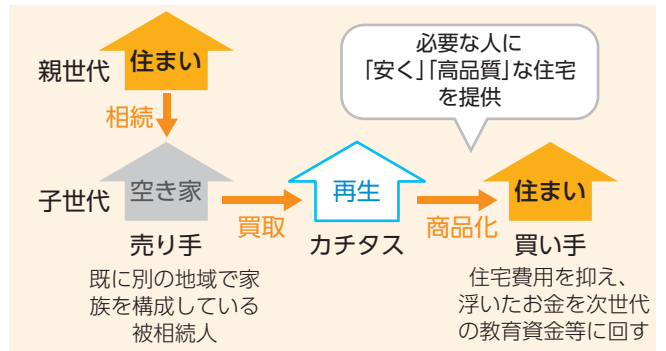 親世代
住まい
必要な人に
「安く」「高品質」な住宅
を提供
相続
子世代
空き家
買取
再生
商品化
住まい
売り手
カチタス
買い手
既に別の地域で家
族を構成している
被相続人
住宅費用を抑え、
浮いたお金を次世代
の教育資金等に回す